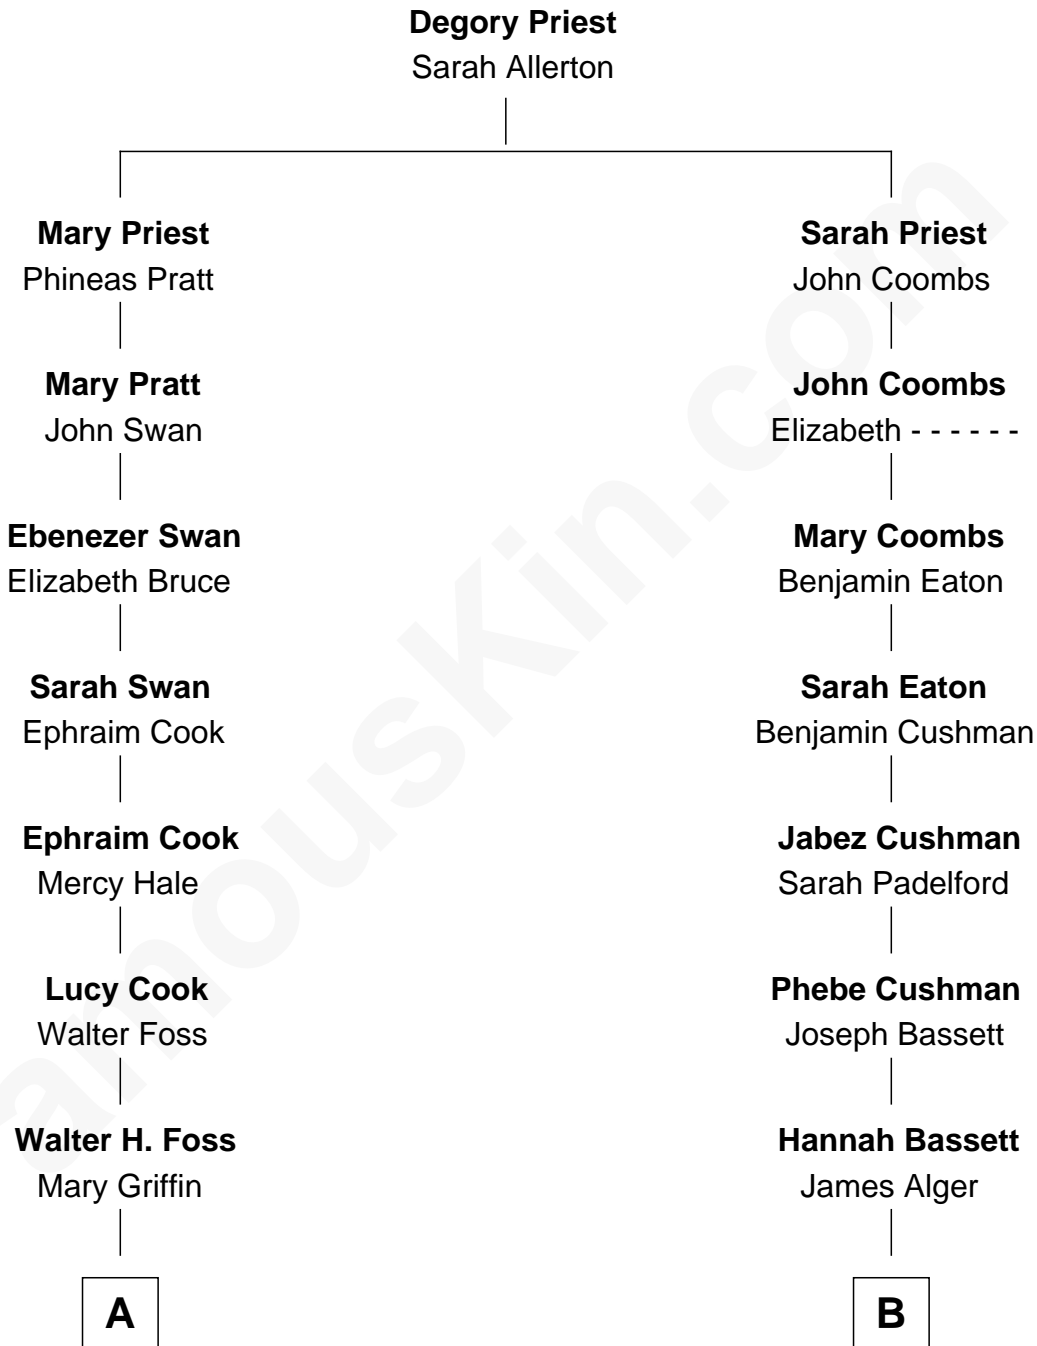 Degory Priest
Sarah Allerton
Mary Priest
Phineas Pratt
Sarah Priest
John Coombs
Mary Pratt
John Swan
John Coombs
Elizabeth - - - - - -
Ebenezer Swan
Elizabeth Bruce
Mary Coombs
Benjamin Eaton
Sarah Swan
Ephraim Cook
Sarah Eaton
Benjamin Cushman
Ephraim Cook
Mercy Hale
Jabez Cushman
Sarah Padelford
Lucy Cook
Walter Foss
Phebe Cushman
Joseph Bassett
Walter H. Foss
Mary Griffin
Hannah Bassett
James Alger
A
B
amousKin.com